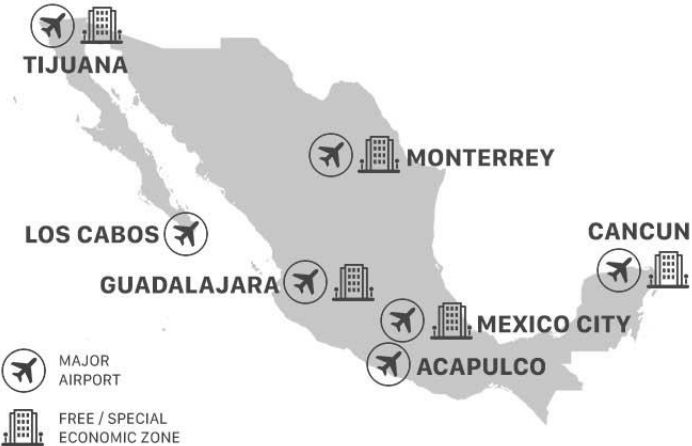 TIJUANA
MONTERREY
LOS CABOS
CANCUN
GUADALAJARA
MEXICO CITY
ACAPULCO
MAJOR
AIRPORT
FREE / SPECIAL
ECONOMIC ZONE